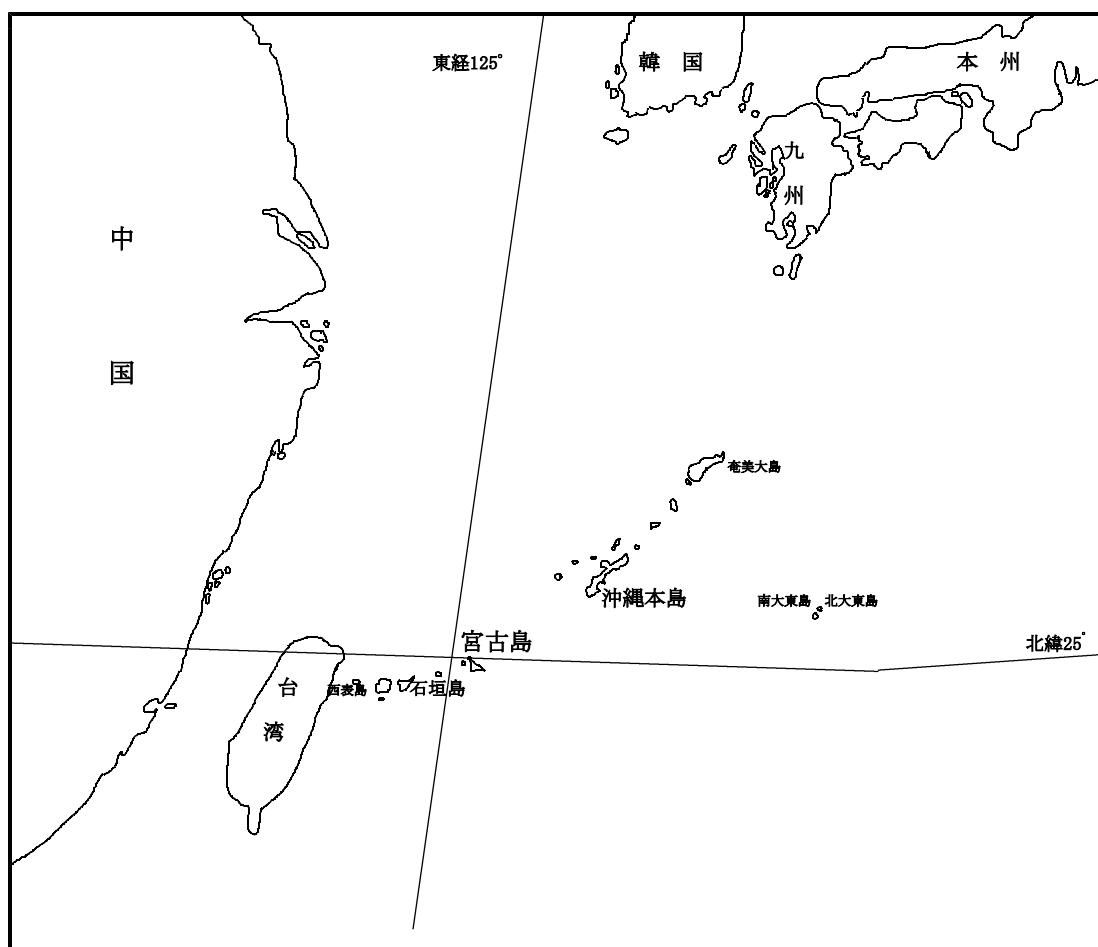 東経125°
韓 国
本 州
九
州
中
国
奄美大島
沖縄本島
南大東島
北大東島
宮古島
北緯25°
台
湾
西表島
石垣島